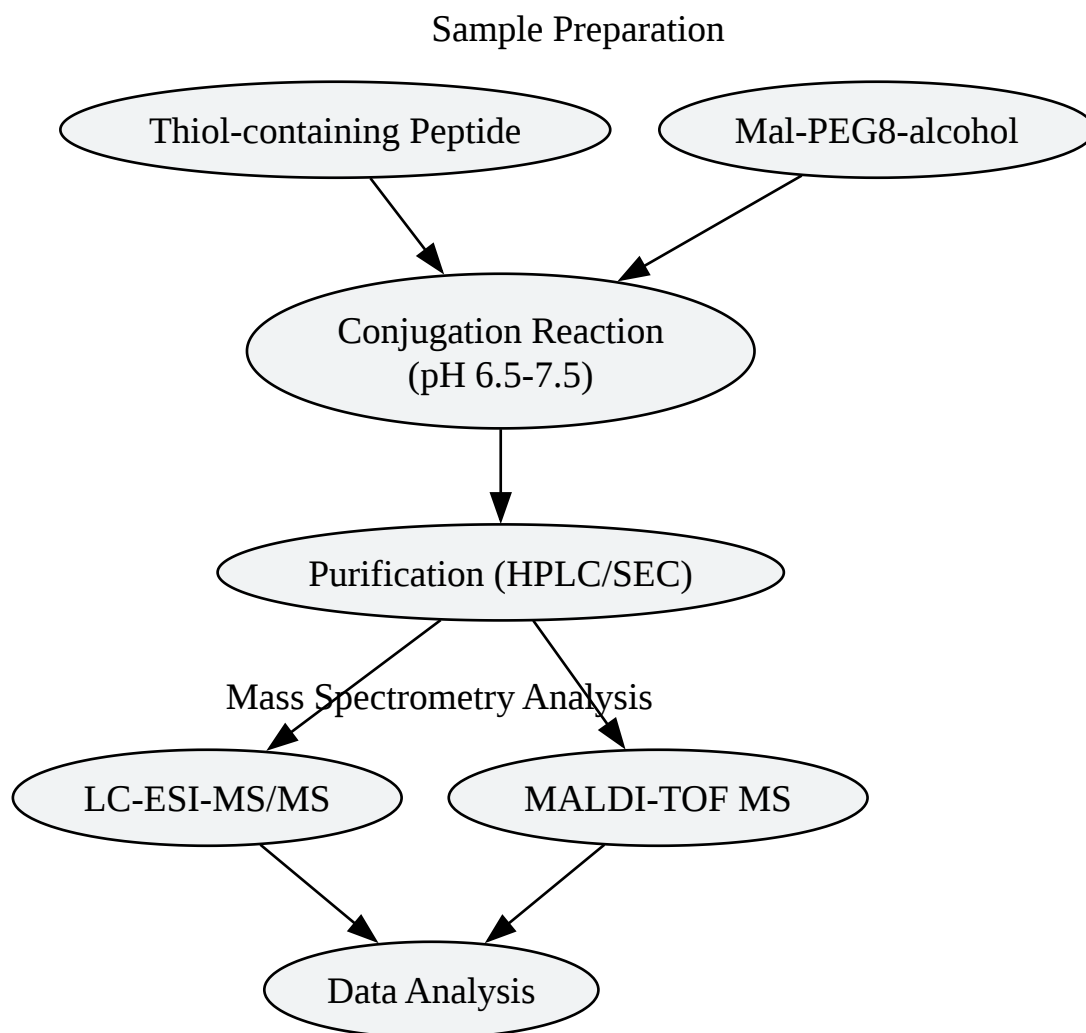 Sample Preparation
Thiol-containing Peptide
Mal-PEG8-alcohol
Conjugation Reaction
(pH 6.5-7.5)
Purification (HPLC/SEC)
Mass Spectrometry Analysis
LC-ESI-MS/MS
MALDI-TOF MS
Data Analysis